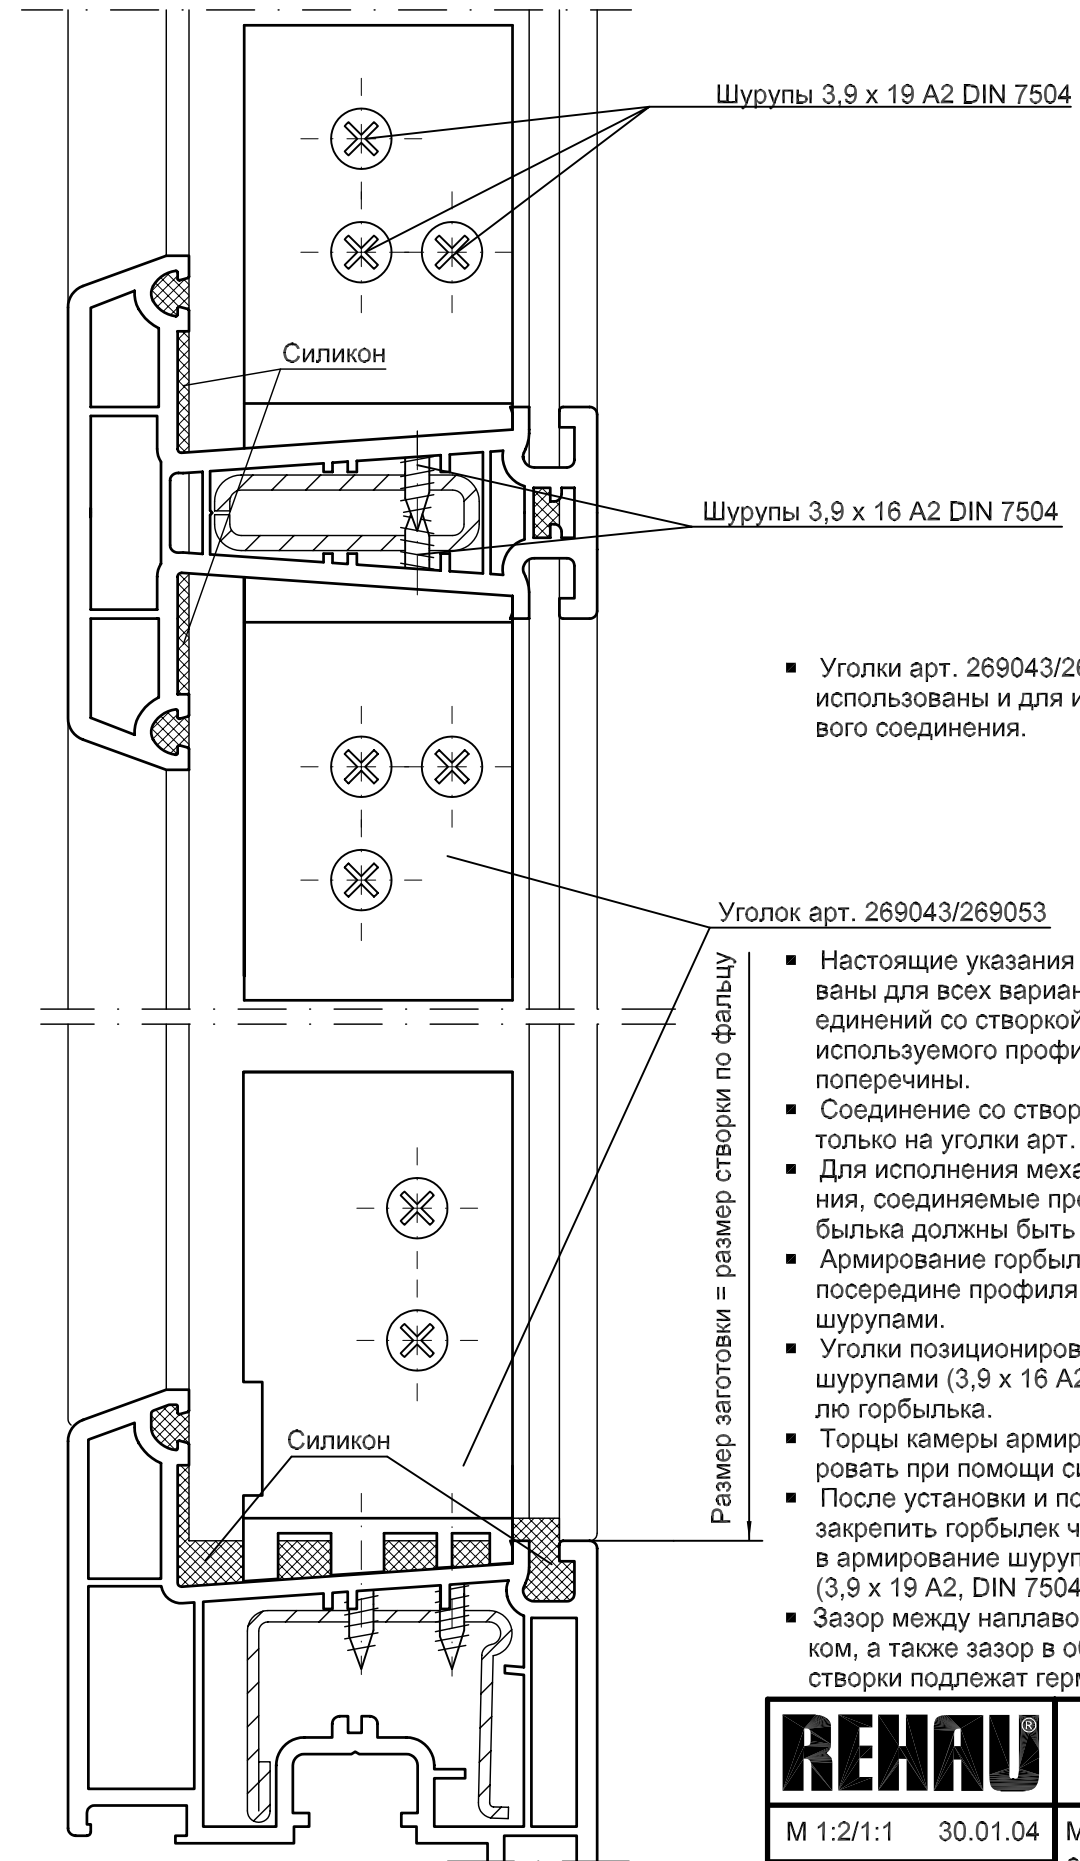 Шурупы 3,9 x 19 A2 DIN 7504
Силикон
Шурупы 3,9 x 16 A2 DIN 7504
▪ Уголки арт. 269043/26
использованы и для и
вого соединения.
Уголок арт. 269043/269053
Размер заготовки = размер створки по фальцу
▪ Настоящие указания
ваны для всех вариан
единений со створкой
используемого профи
поперечины.
▪ Соединение со створ
только на уголки арт.
▪ Для исполнения меха
ния, соединяемые пре
былька должны быть
▪ Армирование горбыл
посередине профиля
шурупами.
▪ Уголки позициониров
шурупами (3,9 x 16 A2
лю горбылька.
Силикон
▪ Торцы камеры армир
ровать при помощи си
▪ После установки и по
закрепить горбылек ч
в армирование шуруп
(3,9 x 19 A2, DIN 7504
▪ Зазор между наплаво
ком, а также зазор в об
створки подлежат герм
REHAU®
М 1:2/1:1 30.01.04